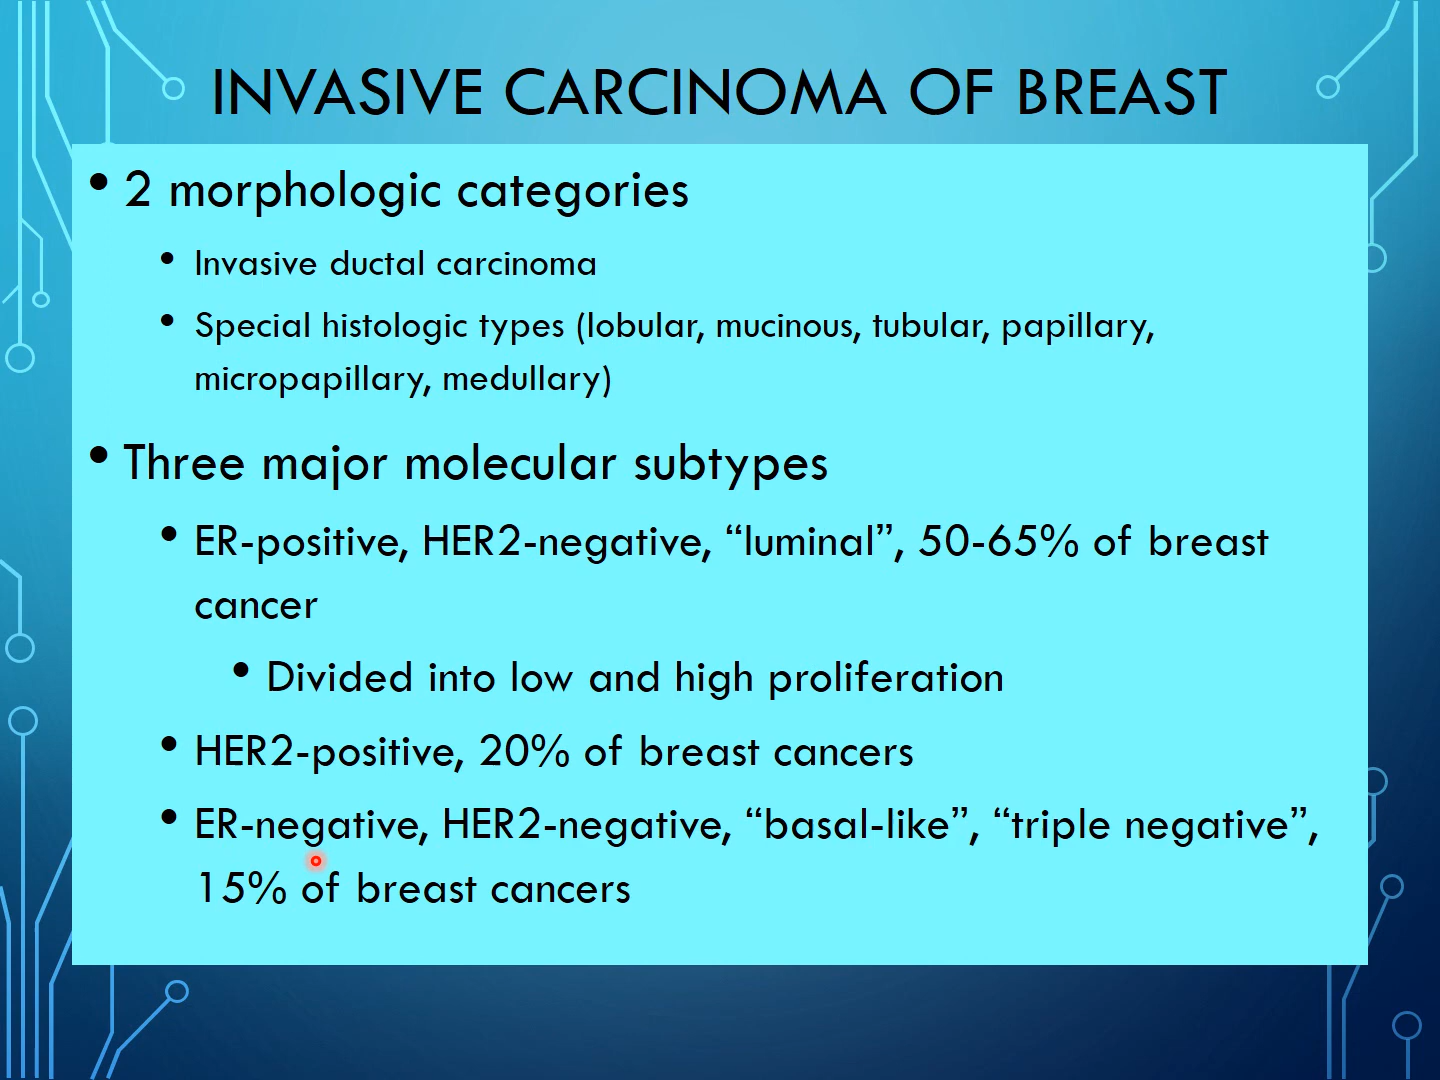 INVASIVE CARCINOMA OF BREAST
• 2 morphologic categories
• Invasive ductal carcinoma
• Special histologic types (lobular, mucinous, tubular, papillary,
micropapillary, medullary)
• Three major molecular subtypes
• ER-positive, HER2-negative, “luminal”, 50-65% of breast
cancer
• Divided into low and high proliferation
• HER2-positive, 20% of breast cancers
• ER-negative, HER2-negative, “basal-like”, “triple negative”,
15% of breast cancers